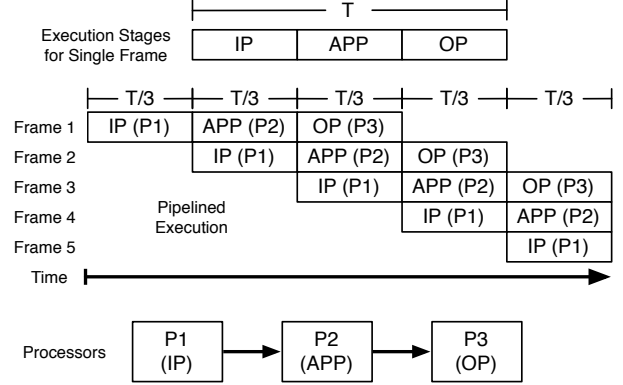 T
Execution Stages
for Single Frame
IP APP OP
T/3 T/3 T/3 T/3 T/3
Frame 1 IP (P1) APP (P2) OP (P3)
Frame 2 IP (P1) APP (P2) OP (P3)
Frame 3 IP (P1) APP (P2) OP (P3)
Frame 4 IP (P1) APP (P2)
Frame 5 IP (P1)
Pipelined
Execution
Time
Processors
P1
(IP)
P2
(APP)
P3
(OP)